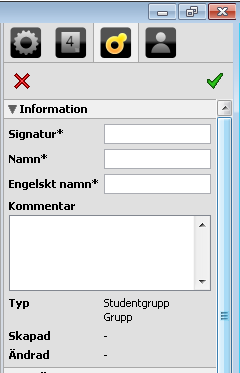 4
Information
Signatur*
Namn*
Engelskt namn*
Kommentar
Typ Studentgrupp
Grupp
Skapad -
Ändrad -